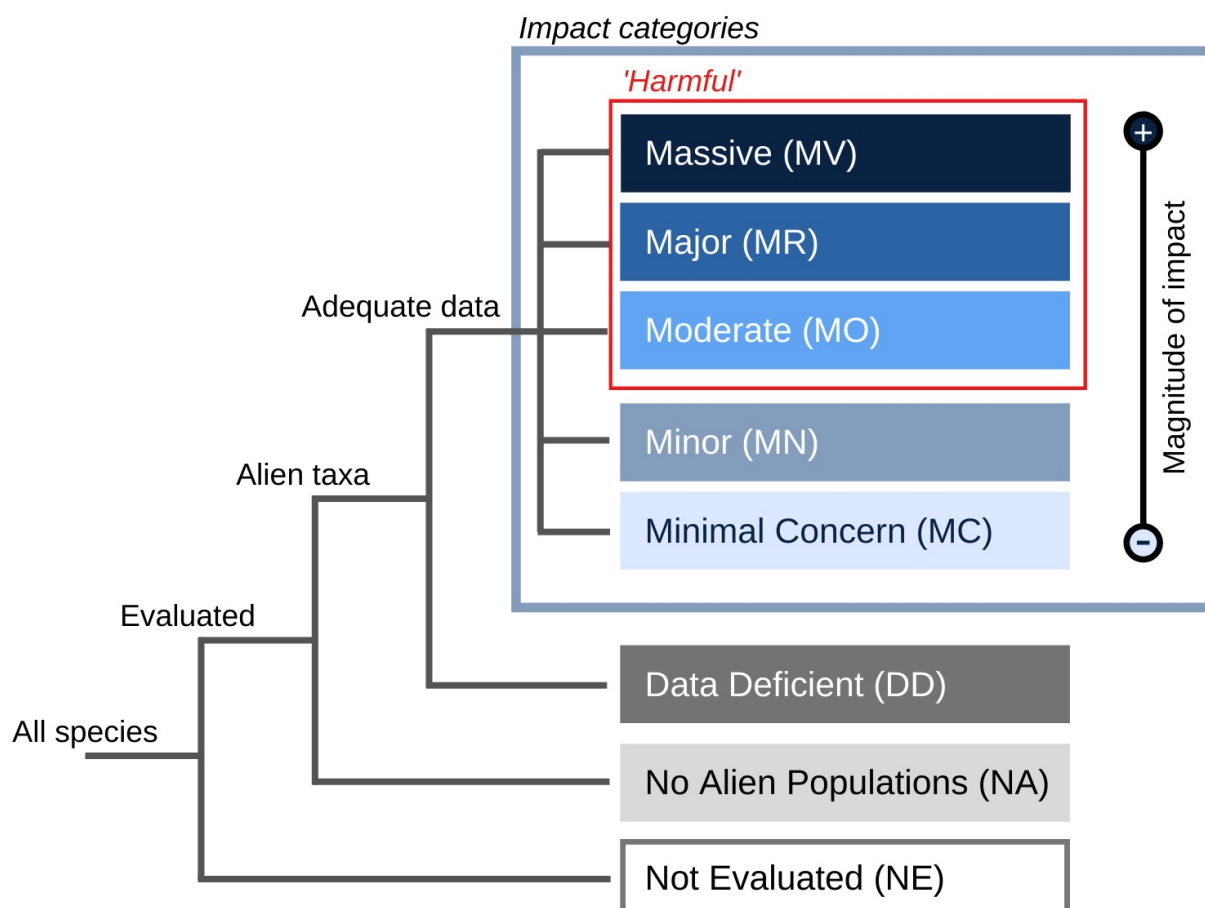 Impact categories
'Harmful'
Massive (MV)
+
Major (MR)
Adequate data
Moderate (MO)
Magnitude of impact
Minor (MN)
Alien taxa
Minimal Concern (MC)
-
Evaluated
Data Deficient (DD)
All species
No Alien Populations (NA)
Not Evaluated (NE)